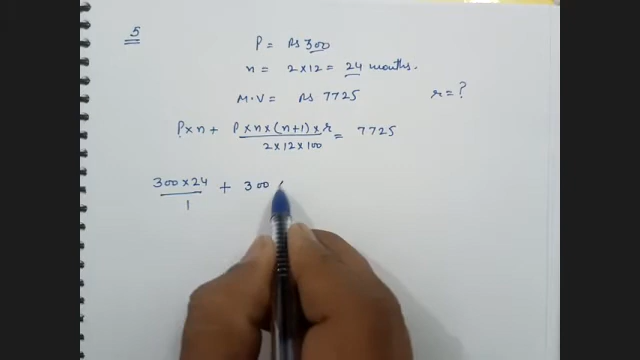 5
P = Rs 300
n = 2 x 12 = 24 months.
M.V = Rs 7725 r = ?
P x n + P x n x (n+1) x r / 2 x 12 x 100 = 7725
300 x 24 / 1 + 300